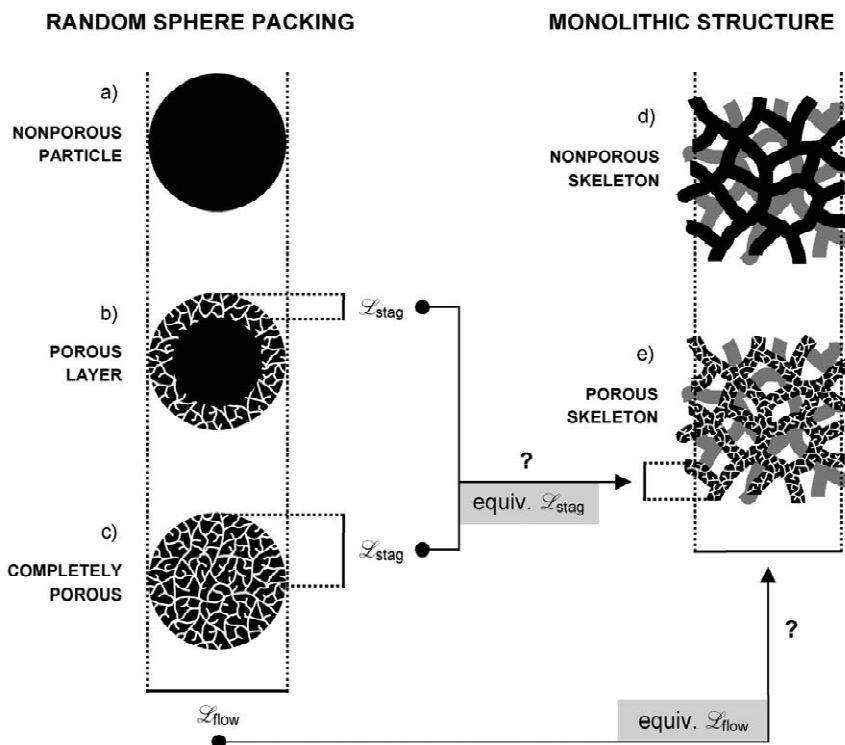 RANDOM SPHERE PACKING
MONOLITHIC STRUCTURE
a)
NONPOROUS
PARTICLE
d)
NONPOROUS
SKELETON
b)
POROUS
LAYER
ℒstag
e)
POROUS
SKELETON
?
equiv. ℒstag
c)
COMPLETELY
POROUS
ℒstag
?
ℒflow
equiv. ℒflow